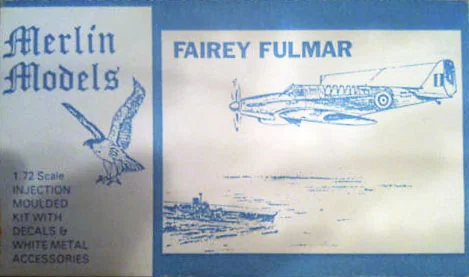 Merlin
Models
FAIREY FULMAR
1 72 Scale
INJECTION
MOULDED
KIT WITH
DECALS &
WHITE METAL
ACCESSORIES